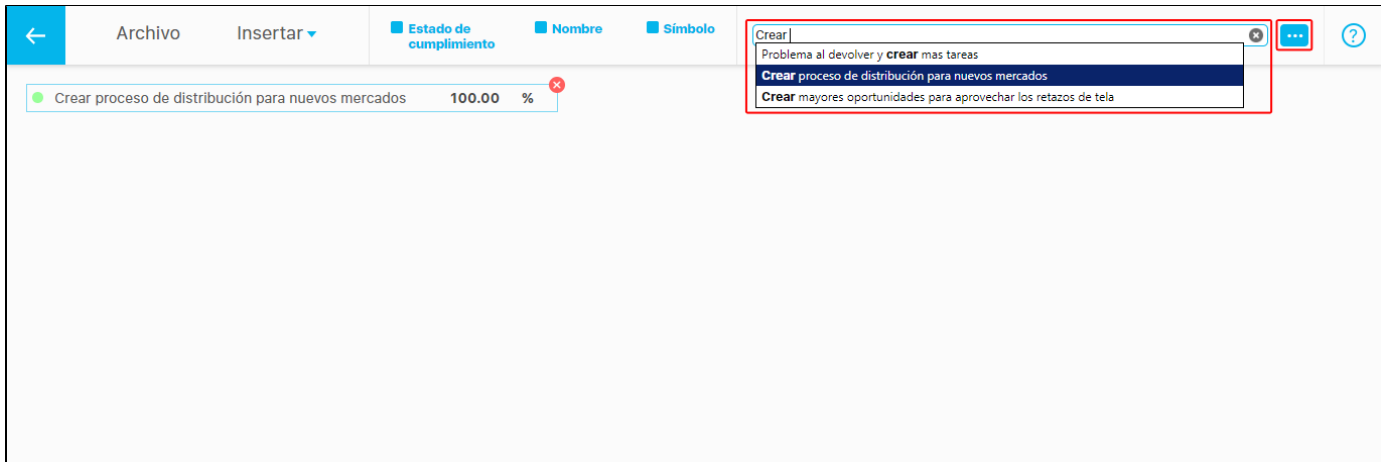 Archivo
Insertar
Estado de
cumplimiento
Nombre
Símbolo
Crear
Problema al devolver y crear mas tareas
Crear proceso de distribución para nuevos mercados
Crear mayores oportunidades para aprovechar los retazos de tela
Crear proceso de distribución para nuevos mercados 100.00 %